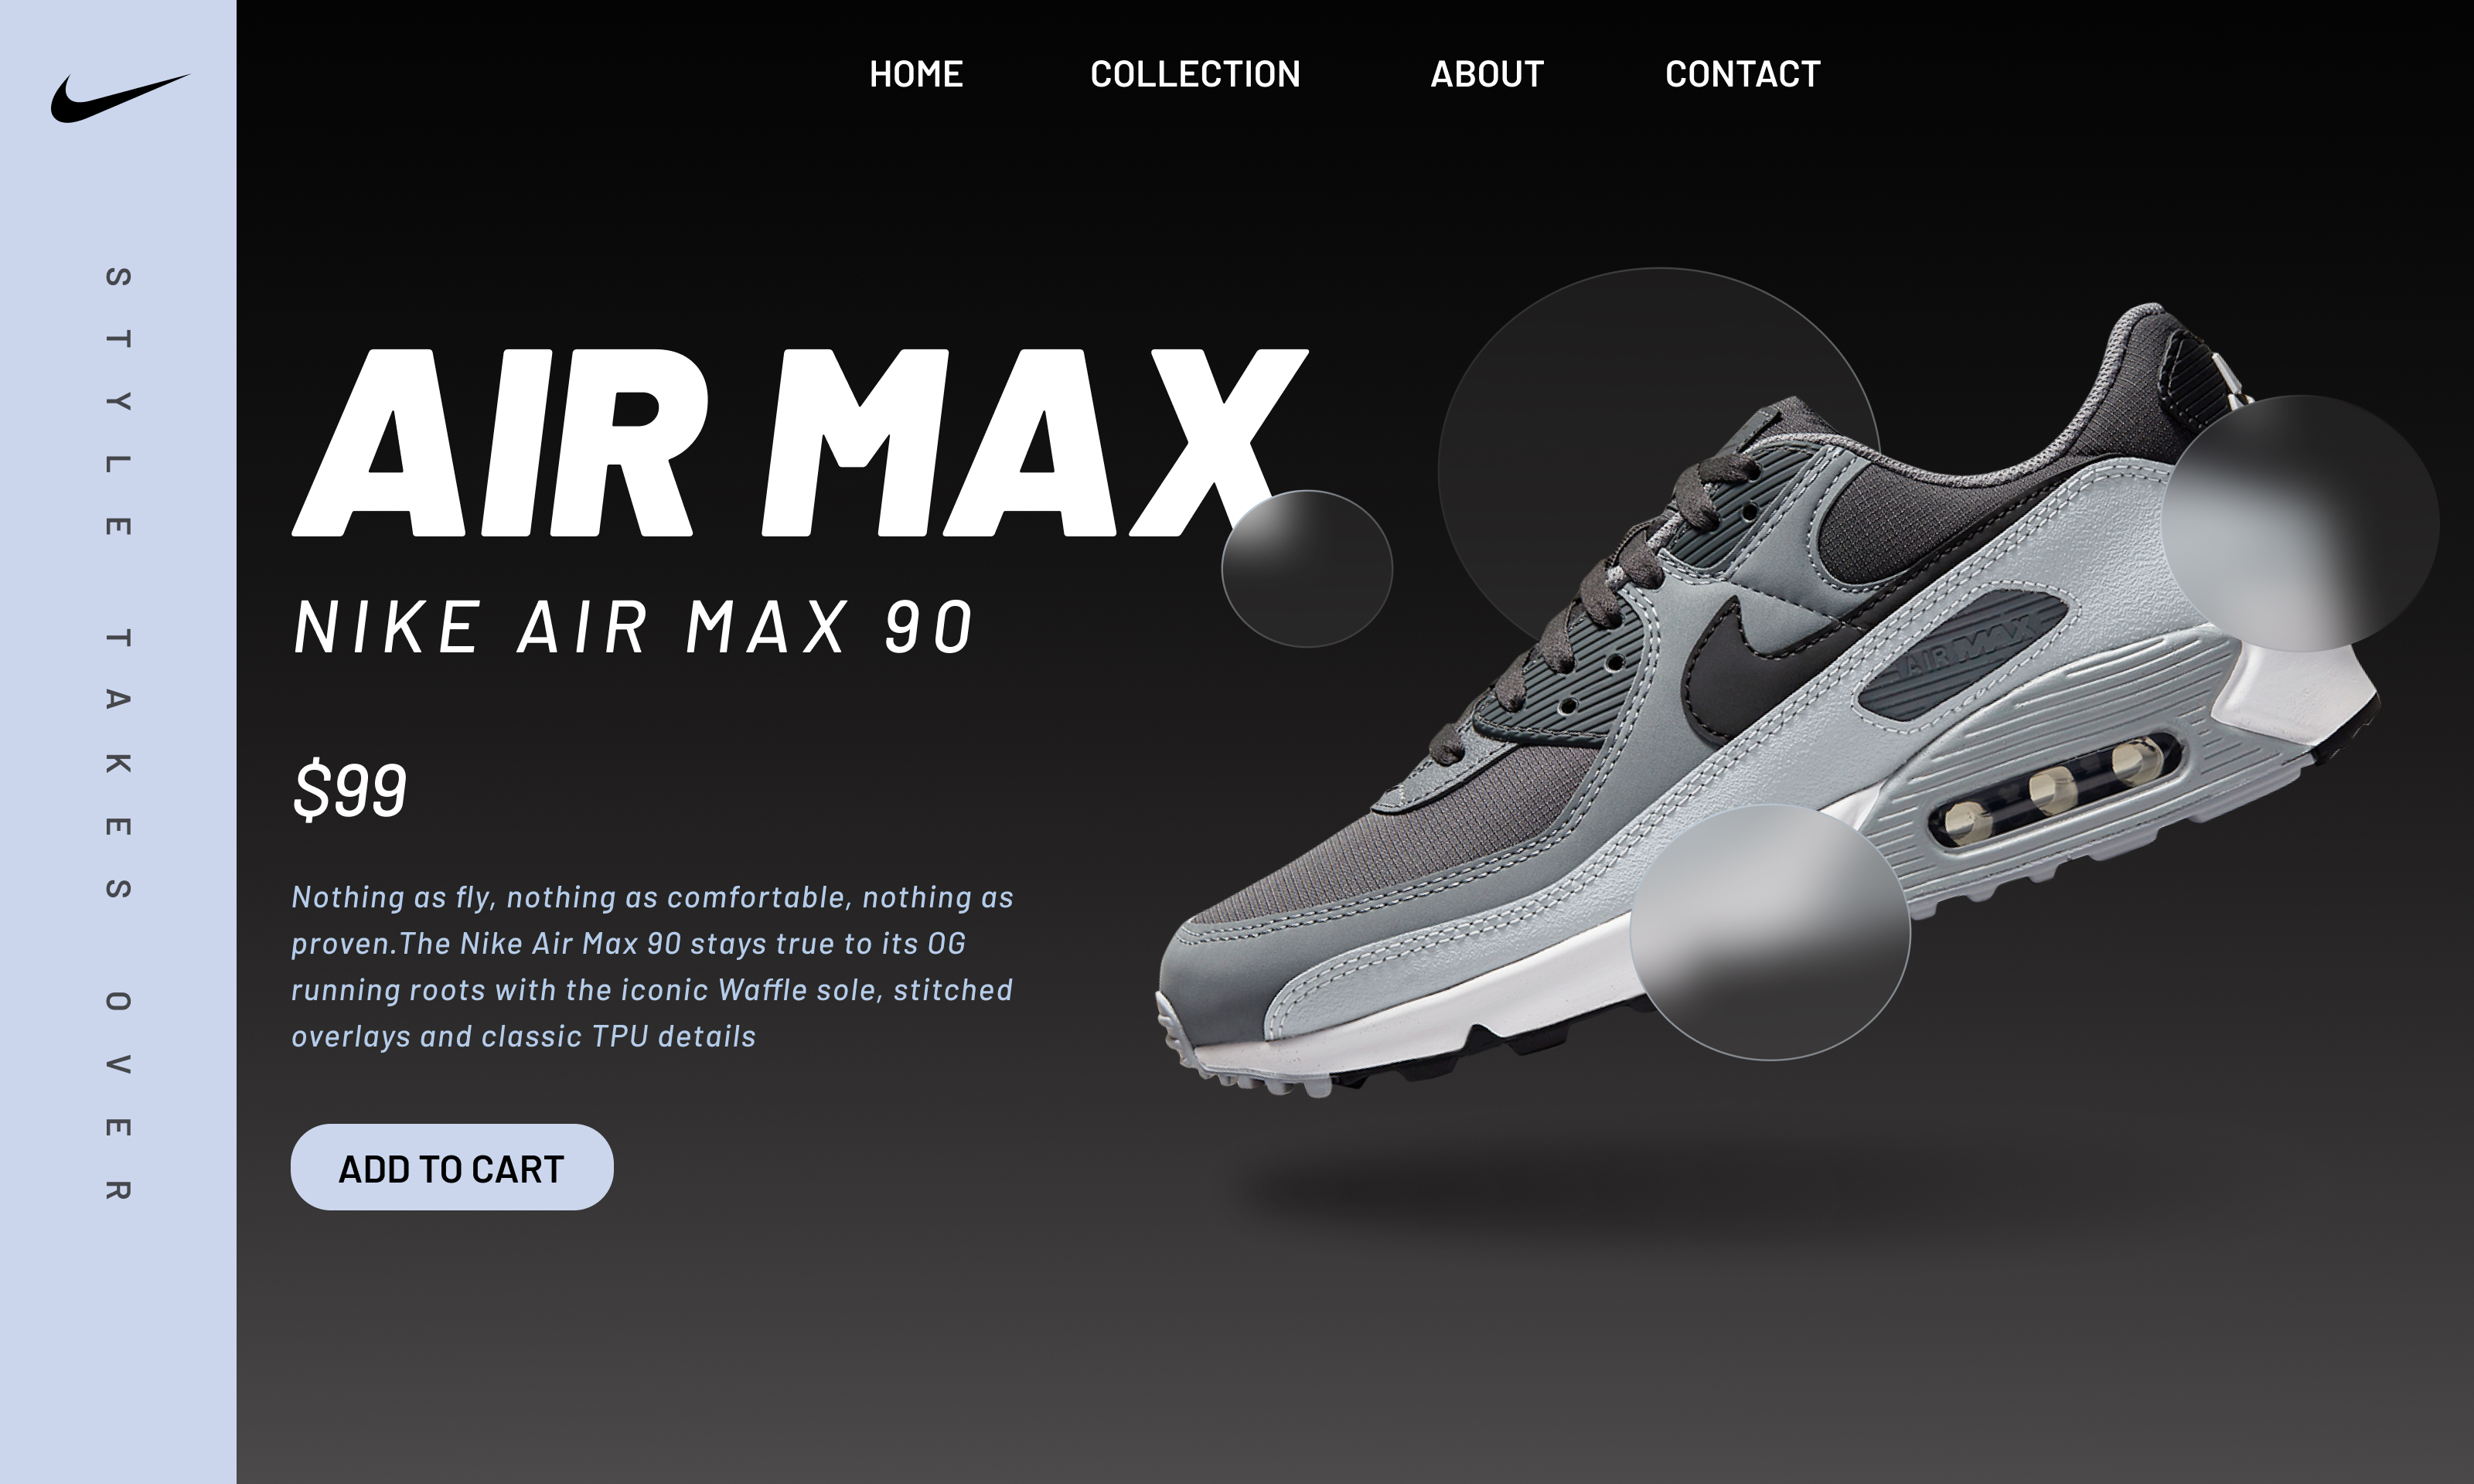 HOME COLLECTION ABOUT CONTACT
STYLE TAKES OVER
AIR MAX
NIKE AIR MAX 90
$99
Nothing as fly, nothing as comfortable, nothing as
proven.The Nike Air Max 90 stays true to its OG
running roots with the iconic Waffle sole, stitched
overlays and classic TPU details
ADD TO CART
AIR MAX